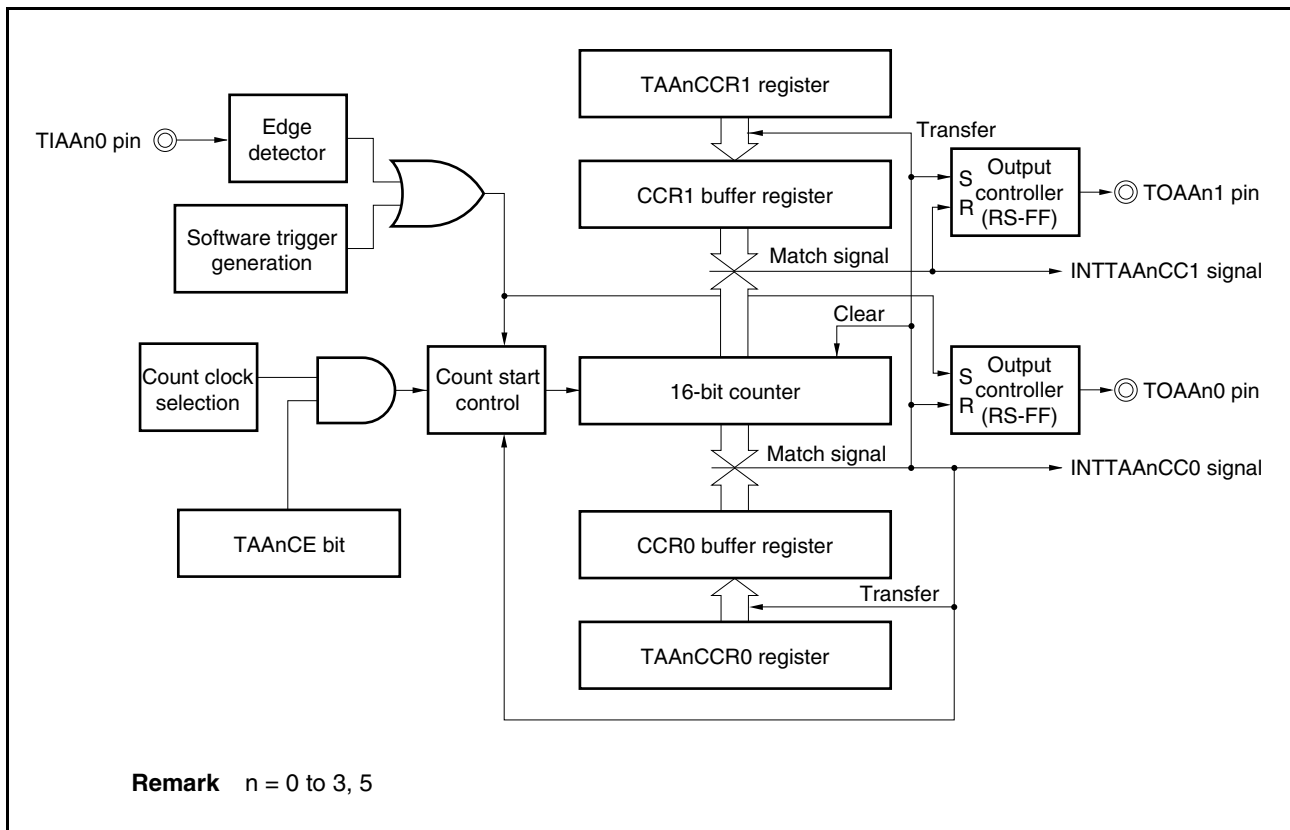 TAAnCCR1 register
TIAAn0 pin
Edge
detector
Transfer
S
R
Output
controller
(RS-FF)
TOAAn1 pin
CCR1 buffer register
Software trigger
generation
Match signal
INTTAAnCC1 signal
Clear
Count clock
selection
Count start
control
16-bit counter
S
R
Output
controller
(RS-FF)
TOAAn0 pin
Match signal
INTTAAnCC0 signal
TAAnCE bit
CCR0 buffer register
Transfer
TAAnCCR0 register
Remark n = 0 to 3, 5